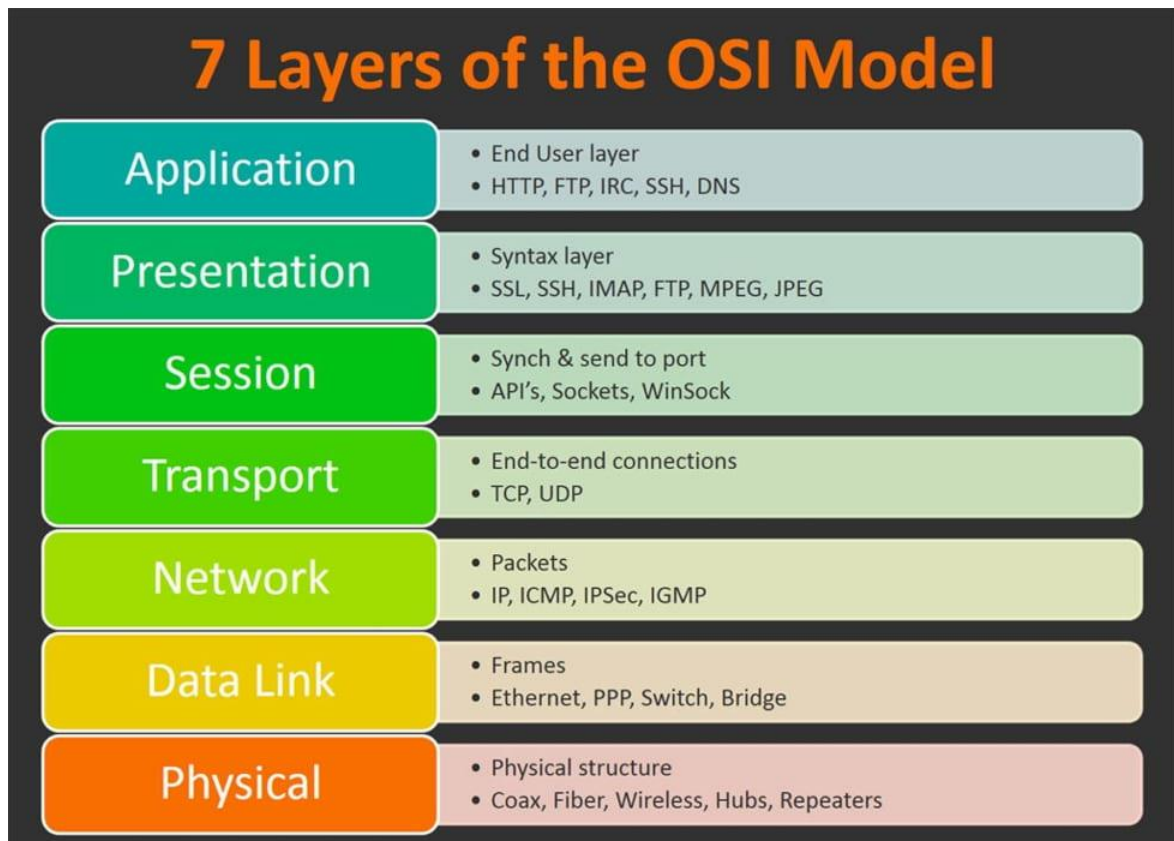 7 Layers of the OSI Model
Application
• End User layer
• HTTP, FTP, IRC, SSH, DNS
Presentation
• Syntax layer
• SSL, SSH, IMAP, FTP, MPEG, JPEG
Session
• Synch & send to port
• API’s, Sockets, WinSock
Transport
• End-to-end connections
• TCP, UDP
Network
• Packets
• IP, ICMP, IPSec, IGMP
Data Link
• Frames
• Ethernet, PPP, Switch, Bridge
Physical
• Physical structure
• Coax, Fiber, Wireless, Hubs, Repeaters